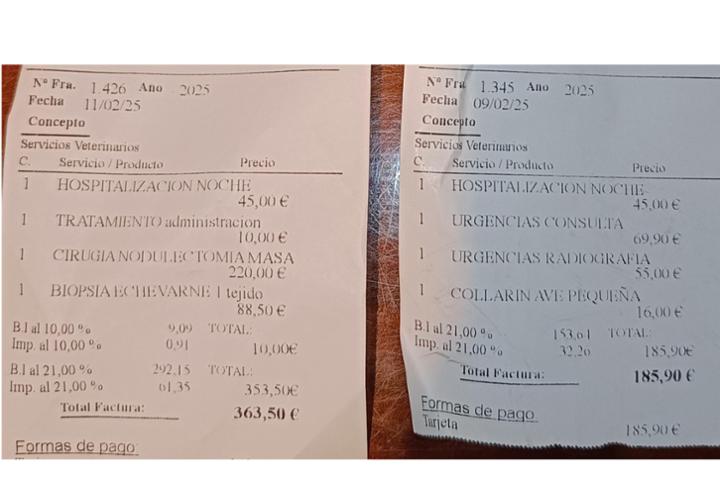 Nº Fra. 1.426 Ano 2025
Fecha 11/02/25
Concepto
Servicios Veterinarios
C. Servicio / Producto Precio
1 HOSPITALIZACION NOCHE
45,00 €
1 TRATAMIENTO administracion
10,00 €
1 CIRUGIA NODULECTOMIA MASA
220,00 €
1 BIOPSIA ECHEVARNE 1 tejido
88,50 €
B.I al 10,00 % 9,09 TOTAL:
Imp. al 10,00 % 0,91 10,00€
B.I al 21,00 % 292,15 TOTAL:
Imp. al 21,00 % 61,35 353,50€
Total Factura: 363,50 €
Formas de pago:
Nº Fra 1.345 Ano 2025
Fecha 09/02/25
Concepto
Servicios Veterinarios
C. Servicio / Producto Precio
1 HOSPITALIZACION NOCHE
45,00 €
1 URGENCIAS CONSULTA
69,90 €
1 URGENCIAS RADIOGRAFIA
55,00 €
1 COLLARIN AVE PEQUEÑA
16,00 €
B.I al 21,00 % 153,64 TOTAL:
Imp. al 21,00 % 32,26 185,90€
Total Factura: 185,90 €
Formas de pago
Tarjeta 185,90 €